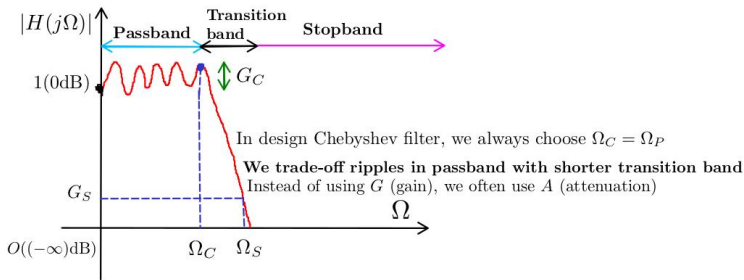 |H(jΩ)|
Transition
Passband
band
Stopband
1(0dB)
G_C
In design Chebyshev filter, we always choose Ω_C = Ω_P
We trade-off ripples in passband with shorter transition band
Instead of using G (gain), we often use A (attenuation)
G_S
Ω
O((−∞)dB)
Ω_C
Ω_S